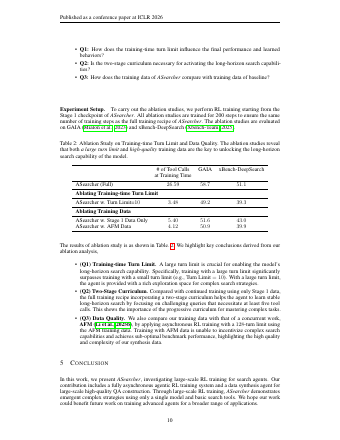 Published as a conference paper at ICLR 2026
• Q1: How does the training-time turn limit influence the final performance and learned
behaviors?
• Q2: Is the two-stage curriculum necessary for activating the long-horizon search capabili-
ties?
• Q3: How does the training data of ASearcher compare with training data of baseline?
Experiment Setup. To carry out the ablation studies, we perform RL training starting from the
Stage 1 checkpoint of ASearcher. All ablation studies are trained for 200 steps to ensure the same
number of training steps as the full training recipe of ASearcher. The ablation studies are evaluated
on GAIA (Mialon et al., 2023) and xBench-DeepSearch (Xbench-Team, 2025).
Table 2: Ablation Study on Training-Time Turn Limit and Data Quality. The ablation studies reveal
that both a large turn limit and high-quality training data are the key to unlocking the long-horizon
search capability of the model.
# of Tool Calls GAIA xBench-DeepSearch
at Training Time
ASearcher (Full) 26.59 58.7 51.1
Ablating Training-Time Turn Limit
ASearcher w. Turn Limit=10 3.48 49.2 39.3
Ablating Training Data
ASearcher w. Stage 1 Data Only 5.40 51.6 43.0
ASearcher w. AFM Data 4.12 50.9 39.9
The results of ablation study is as shown in Table 2. We highlight key conclusions derived from our
ablation analysis.
• (Q1) Training-time Turn Limit. A large turn limit is crucial for enabling the model's
long-horizon search capability. Specifically, training with a large turn limit significantly
surpasses training with a small turn limit (e.g., Turn Limit = 10). With a large turn limit,
the agent is provided with a rich exploration space for complex search strategies.
• (Q2) Two-Stage Curriculum. Compared with continued training using only Stage 1 data,
the full training recipe incorporating a two-stage curriculum helps the agent to learn stable
long-horizon search by focusing on challenging queries that necessitate at least five tool
calls. This shows the importance of the progressive curriculum for mastering complex tasks.
• (Q3) Data Quality. We also compare our training data with that of a concurrent work,
AFM (Li et al., 2025b), by applying asynchronous RL training with a 128-turn limit using
the AFM training data. Training with AFM data is unable to incentivize complex search
capabilities and achieves sub-optimal benchmark performance, highlighting the high quality
and complexity of our synthesis data.
5 CONCLUSION
In this work, we present ASearcher, investigating large-scale RL training for search agents. Our
contribution includes a fully asynchronous agentic RL training system and a data synthesis agent for
large-scale high-quality QA construction. Through large-scale RL training, ASearcher demonstrates
emergent complex strategies using only a single model and basic search tools. We hope our work
could benefit future work on training advanced agents for a broader range of applications.
10